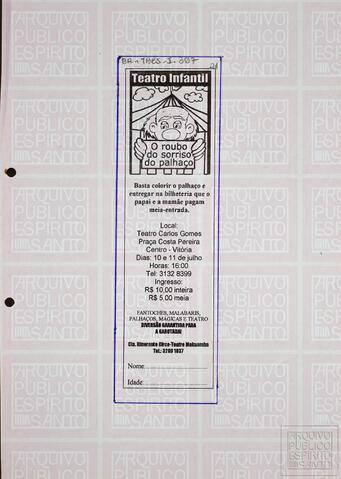 Teatro Infantil
O roubo
do sorriso
do palhaço
Basta colorir o palhaço e
entregar na bilheteria que o
papai e a mamãe pagam
meia-entrada.
Local:
Teatro Carlos Gomes
Praça Costa Pereira
Centro - Vitória
Dias: 10 e 11 de julho
Horas: 16:00
Tel: 3132 8399
Ingresso:
R$ 10,00 inteira
R$ 5,00 meia
FANTOCHES, MALABARIS,
PALHAÇOS, MÁGICAS E TEATRO
DIVERSÃO GARANTIDA PARA
A GAROTADA!
Nome
Idade
ARQUIVO
PÚBLICO
ESPÍRITO
SANTO